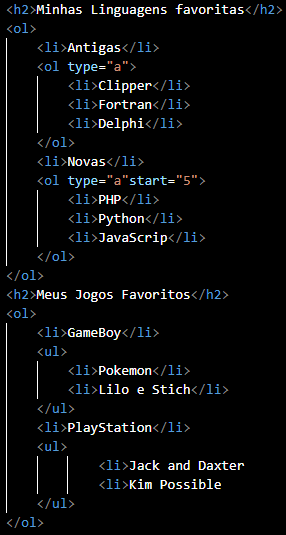 <h2>Minhas Linguagens favoritas</h2>
<ol>
<li>Antigas</li>
<ol type="a">
<li>Clipper</li>
<li>Fortran</li>
<li>Delphi</li>
</ol>
<li>Novas</li>
<ol type="a"start="5">
<li>PHP</li>
<li>Python</li>
<li>JavaScrip</li>
</ol>
</ol>
<h2>Meus Jogos Favoritos</h2>
<ol>
<li>GameBoy</li>
<ul>
<li>Pokemon</li>
<li>Lilo e Stich</li>
</ul>
<li>PlayStation</li>
<ul>
<li>Jack and Daxter
<li>Kim Possible
</ul>
</ol>